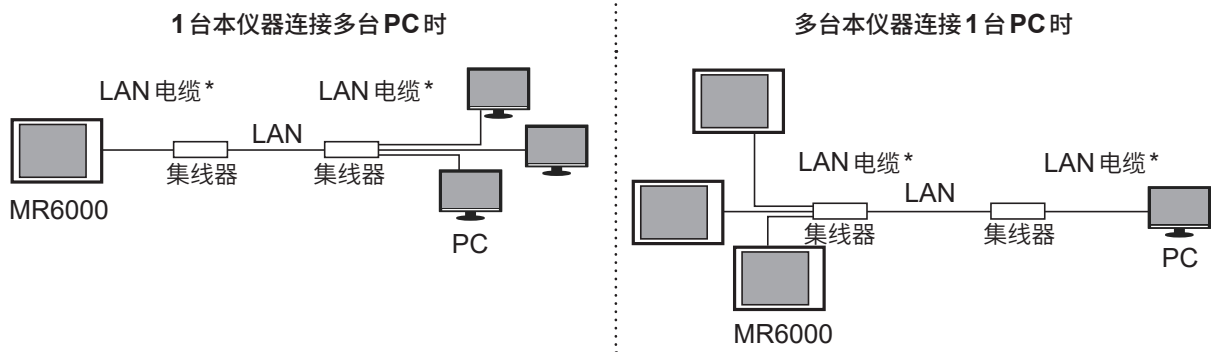 1台本仪器连接多台PC时
LAN电缆*
LAN电缆*
LAN
集线器
集线器
MR6000
PC
多台本仪器连接1台PC时
LAN电缆*
LAN电缆*
LAN
集线器
集线器
PC
MR6000